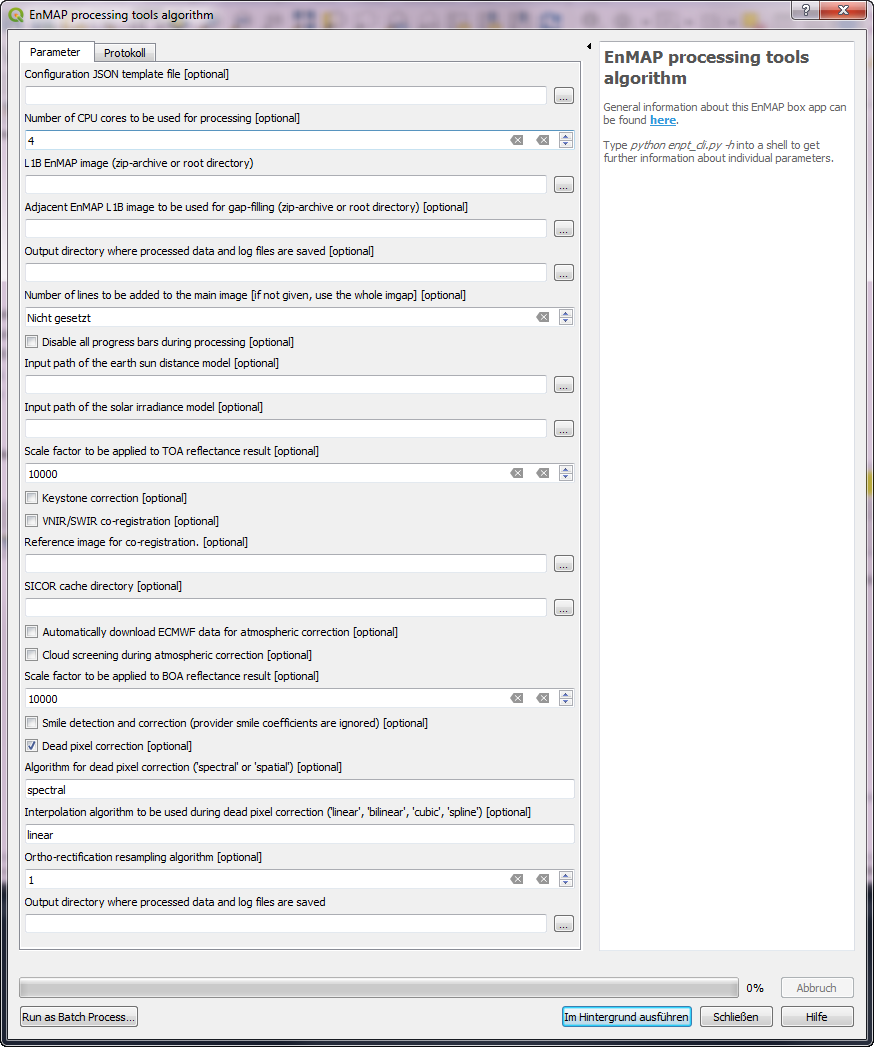 EnMAP processing tools algorithm
Parameter
Protokoll
Configuration JSON template file [optional]
...
Number of CPU cores to be used for processing [optional]
4
L1B EnMAP image (zip-archive or root directory)
...
Adjacent EnMAP L1B image to be used for gap-filling (zip-archive or root directory) [optional]
...
Output directory where processed data and log files are saved [optional]
...
Number of lines to be added to the main image [if not given, use the whole imgap] [optional]
Nicht gesetzt
Disable all progress bars during processing [optional]
Input path of the earth sun distance model [optional]
...
Input path of the solar irradiance model [optional]
...
Scale factor to be applied to TOA reflectance result [optional]
10000
Keystone correction [optional]
VNIR/SWIR co-registration [optional]
Reference image for co-registration. [optional]
...
SICOR cache directory [optional]
...
Automatically download ECMWF data for atmospheric correction [optional]
Cloud screening during atmospheric correction [optional]
Scale factor to be applied to BOA reflectance result [optional]
10000
Smile detection and correction (provider smile coefficients are ignored) [optional]
Dead pixel correction [optional]
Algorithm for dead pixel correction ('spectral' or 'spatial') [optional]
spectral
Interpolation algorithm to be used during dead pixel correction ('linear', 'bilinear', 'cubic', 'spline') [optional]
linear
Ortho-rectification resampling algorithm [optional]
1
Output directory where processed data and log files are saved
...
EnMAP processing tools
algorithm
General information about this EnMAP box app can
be found here.
Type python enpt_cli.py -h into a shell to get
further information about individual parameters.
0%
Abbruch
Run as Batch Process...
Im Hintergrund ausführen
Schließen
Hilfe